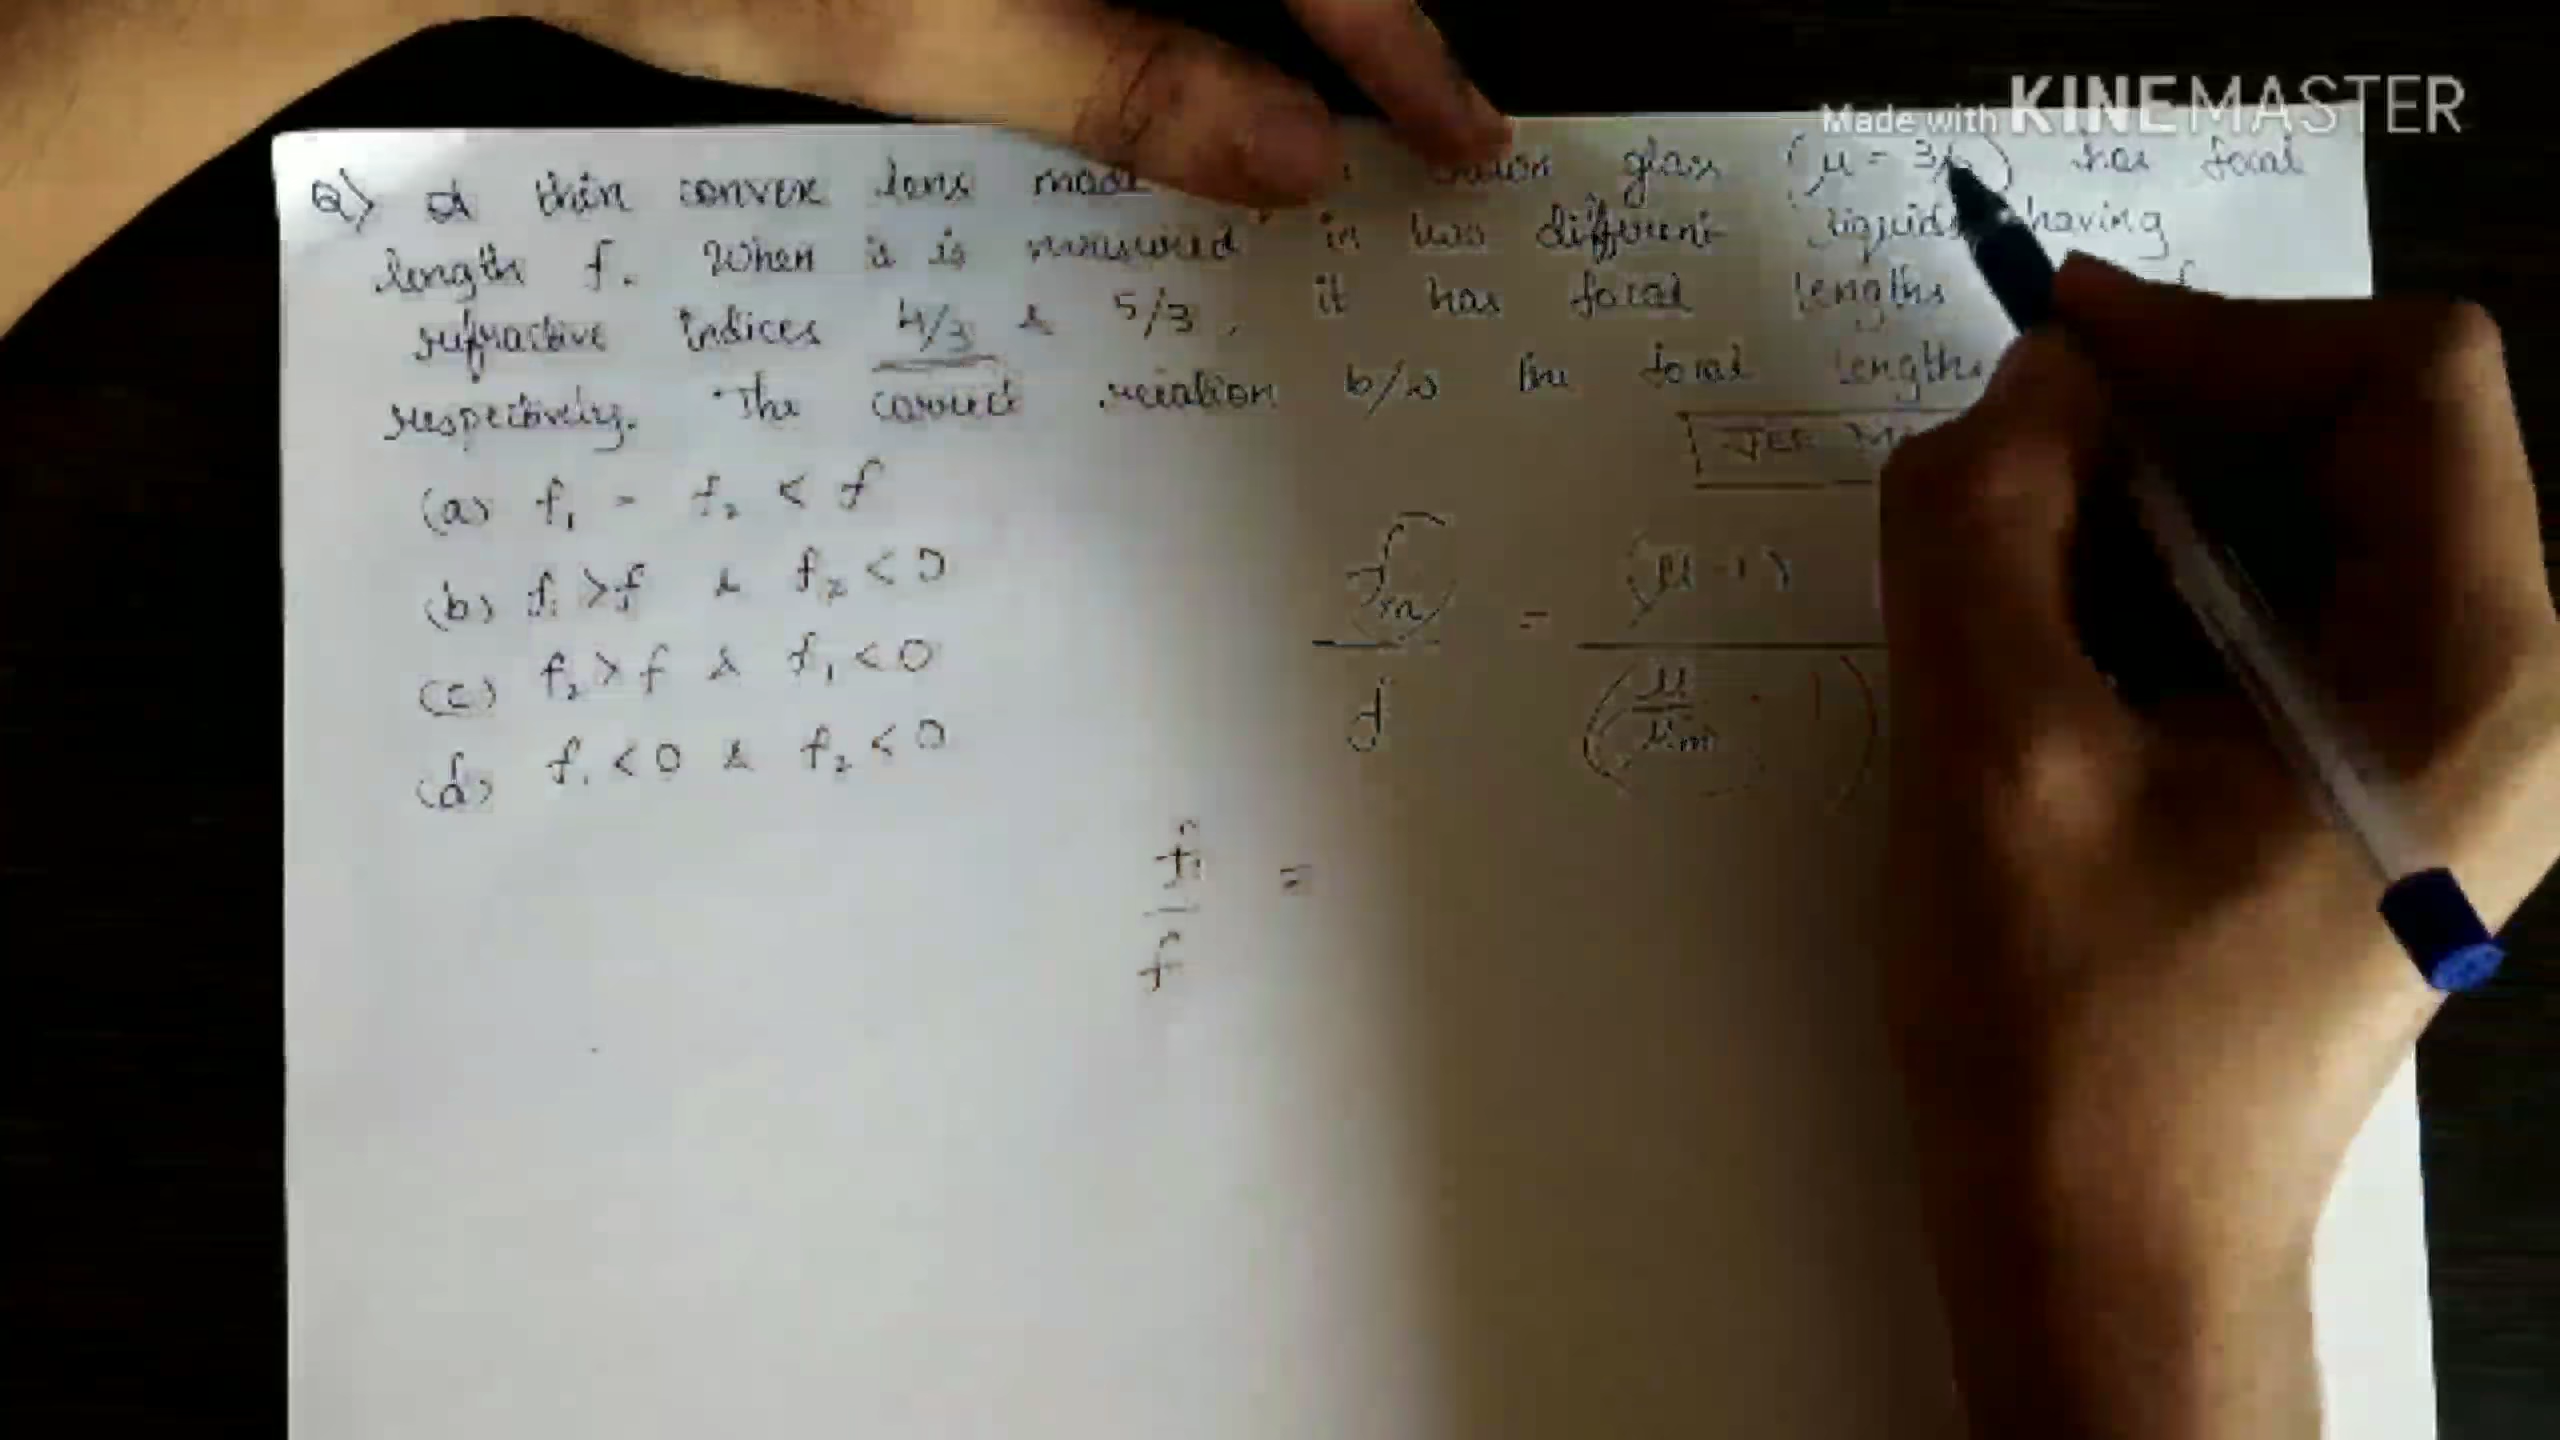 Made with KINEMASTER
Q) A thin convex lens made glass (μ = 3/ has focal
length f. When it is measured in two different liquids having
refractive indices 4/3 & 5/3, it has focal lengths f
respectively. The correct relation b/w the focal lengths
JEE
(a) f₁ = f₂ < f
(b) f₁ > f & f₂ < 0
(c) f₂ > f & f₁ < 0
(d) f₁ < 0 & f₂ < 0
fm/f = (μ-1)/(μ/μm - 1)
f₁/f =